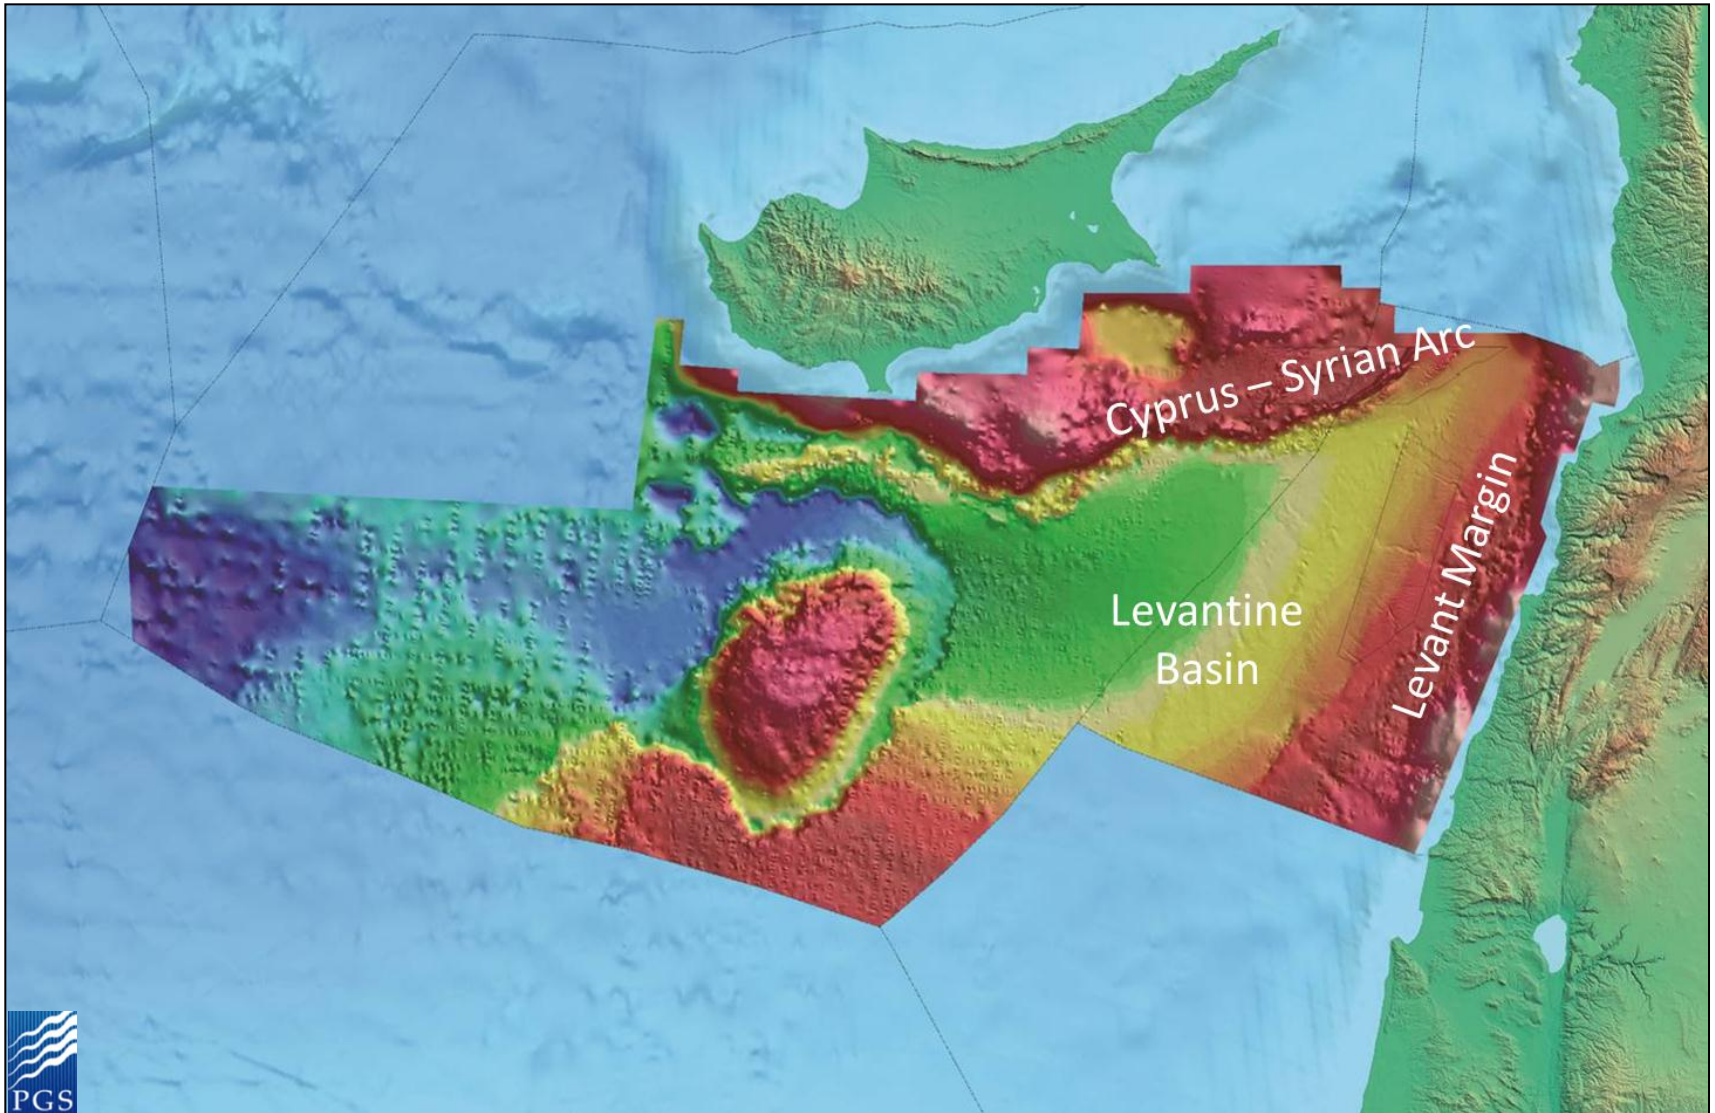 Cyprus – Syrian Arc
Levant Margin
Levantine
Basin
PGS